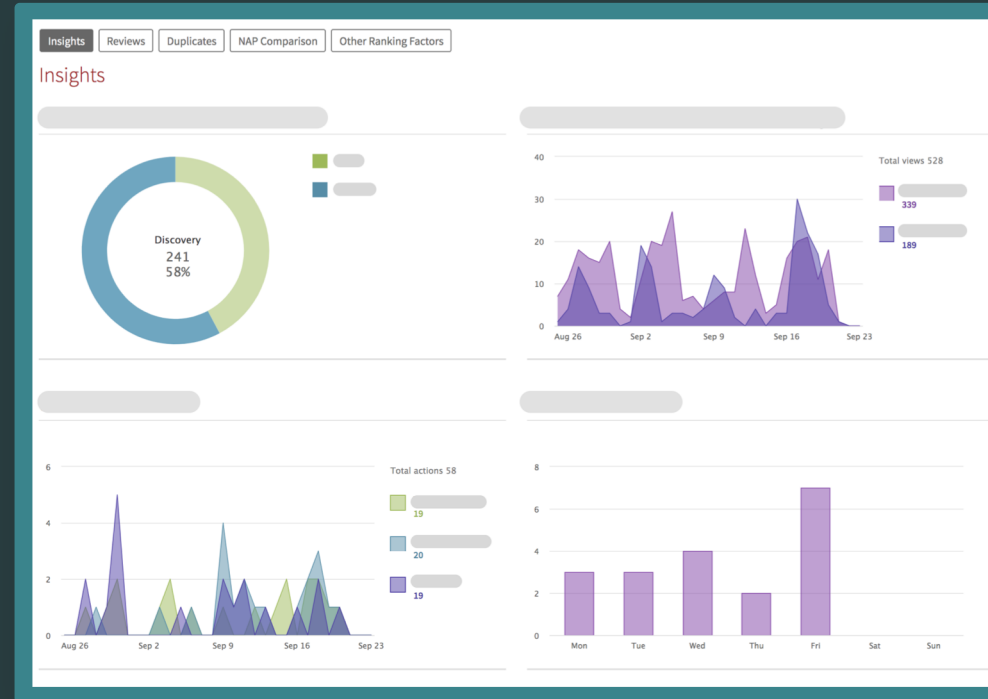 Insights
Reviews
Duplicates
NAP Comparison
Other Ranking Factors
Insights
Discovery
241
58%
40
30
20
10
0
Aug 26
Sep 2
Sep 9
Sep 16
Sep 23
Total views 528
339
189
6
4
2
0
Aug 26
Sep 2
Sep 9
Sep 16
Sep 23
Total actions 58
19
20
19
8
6
4
2
0
Mon
Tue
Wed
Thu
Fri
Sat
Sun